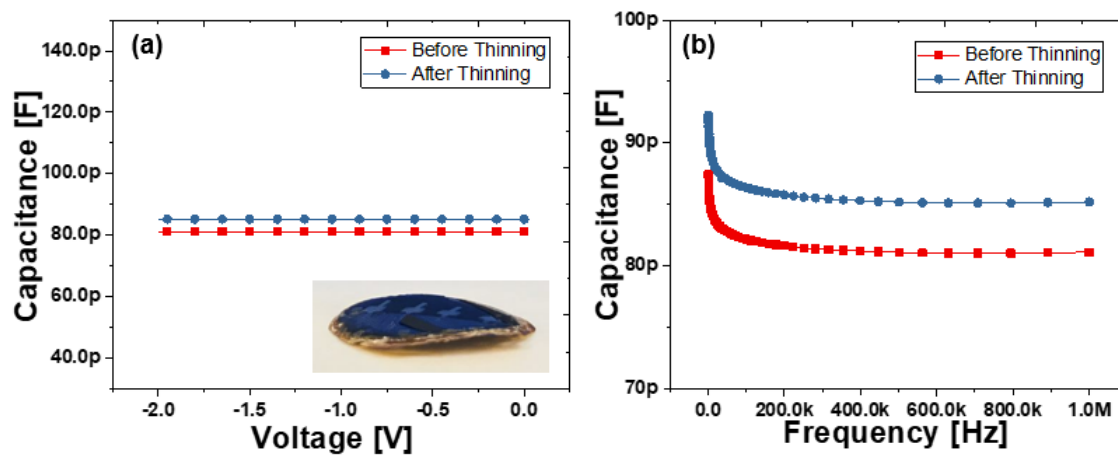 (a)
Before Thinning
After Thinning
Capacitance [F]
140.0p
120.0p
100.0p
80.0p
60.0p
40.0p
-2.0 -1.5 -1.0 -0.5 0.0
Voltage [V]
(b)
Before Thinning
After Thinning
Capacitance [F]
100p
90p
80p
70p
0.0 200.0k 400.0k 600.0k 800.0k 1.0M
Frequency [Hz]